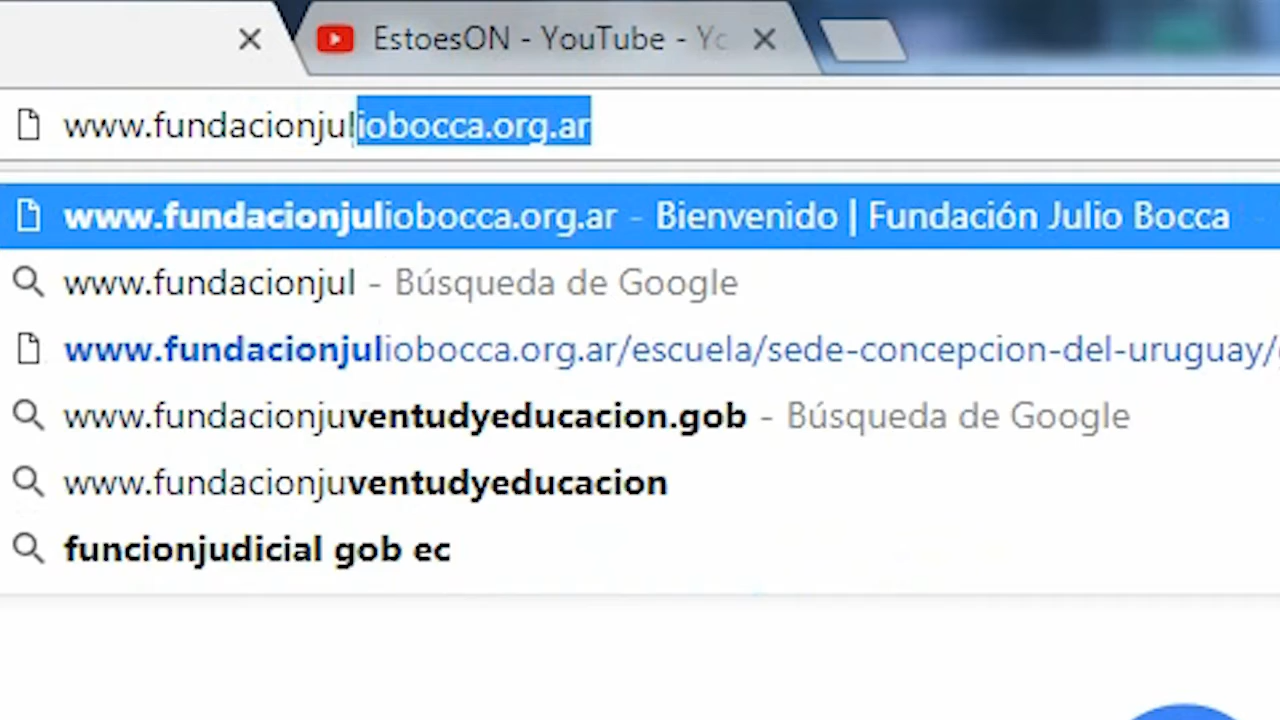 EstoesON - YouTube - Yo
www.fundacionjuliobocca.org.ar
www.fundacionjuliobocca.org.ar - Bienvenido | Fundación Julio Bocca
www.fundacionjul - Búsqueda de Google
www.fundacionjuliobocca.org.ar/escuela/sede-concepcion-del-uruguay/
www.fundacionjuventudyeducacion.gob - Búsqueda de Google
www.fundacionjuventudyeducacion
funcionjudicial gob ec